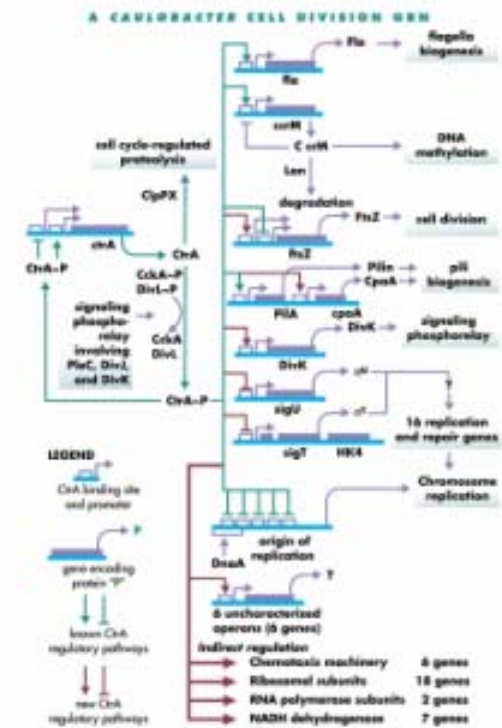 A CAULOBACTER CELL DIVISION GRN
Fla
flagella
biogenesis
fla
ccrM
C crM
DNA
methylation
Lon
degradation
cell cycle-regulated
proteolysis
ClpPX
ctrA
CtrA
CtrA~P
CckA~P
DivL~P
signaling
phospho-
relay
involving
PleC, DivJ,
and DivK
CckA
DivL
CtrA~P
FtsZ
cell division
ftsZ
Pilin
CpaA
pili
biogenesis
PilA
cpaA
DivK
signaling
phosphorelay
DivK
sigU
sigT
HK4
16 replication
and repair genes
Chromosome
replication
origin of
replication
DnaA
?
6 uncharacterized
operons (6 genes)
LEGEND
CtrA binding site
and promoter
P
gene encoding
protein "P"
known CtrA
regulatory pathways
new CtrA
regulatory pathways
Indirect regulation
Chemotaxis machinery 6 genes
Ribosomal subunits 18 genes
RNA polymerase subunits 2 genes
NADH dehydrogenase 7 genes